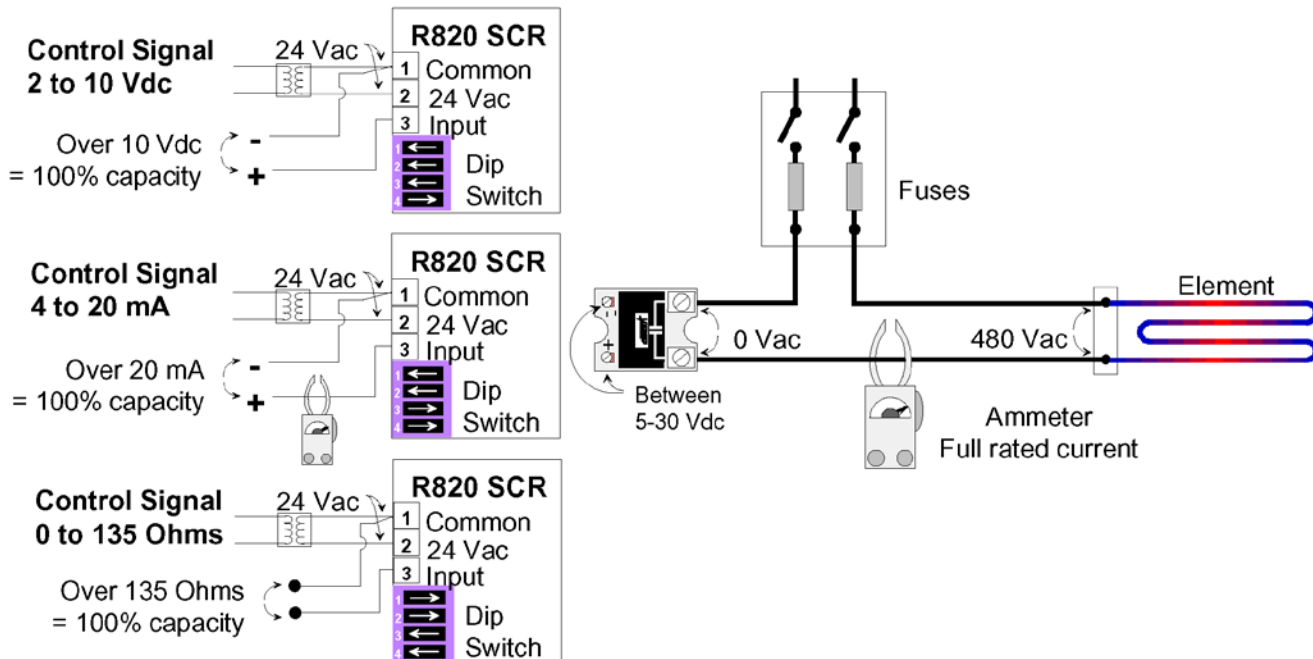 Control Signal
2 to 10 Vdc
24 Vac
R820 SCR
1 Common
2 24 Vac
3 Input
Over 10 Vdc
= 100% capacity
-
+
1 ←
2 ←
3 ←
4 →
Dip
Switch
Control Signal
4 to 20 mA
24 Vac
R820 SCR
1 Common
2 24 Vac
3 Input
Over 20 mA
= 100% capacity
-
+
1 ←
2 ←
3 →
4 →
Dip
Switch
Control Signal
0 to 135 Ohms
24 Vac
R820 SCR
1 Common
2 24 Vac
3 Input
Over 135 Ohms
= 100% capacity
1 →
2 →
3 ←
4 ←
Dip
Switch
Fuses
Element
-
+
0 Vac
480 Vac
Between
5-30 Vdc
Ammeter
Full rated current